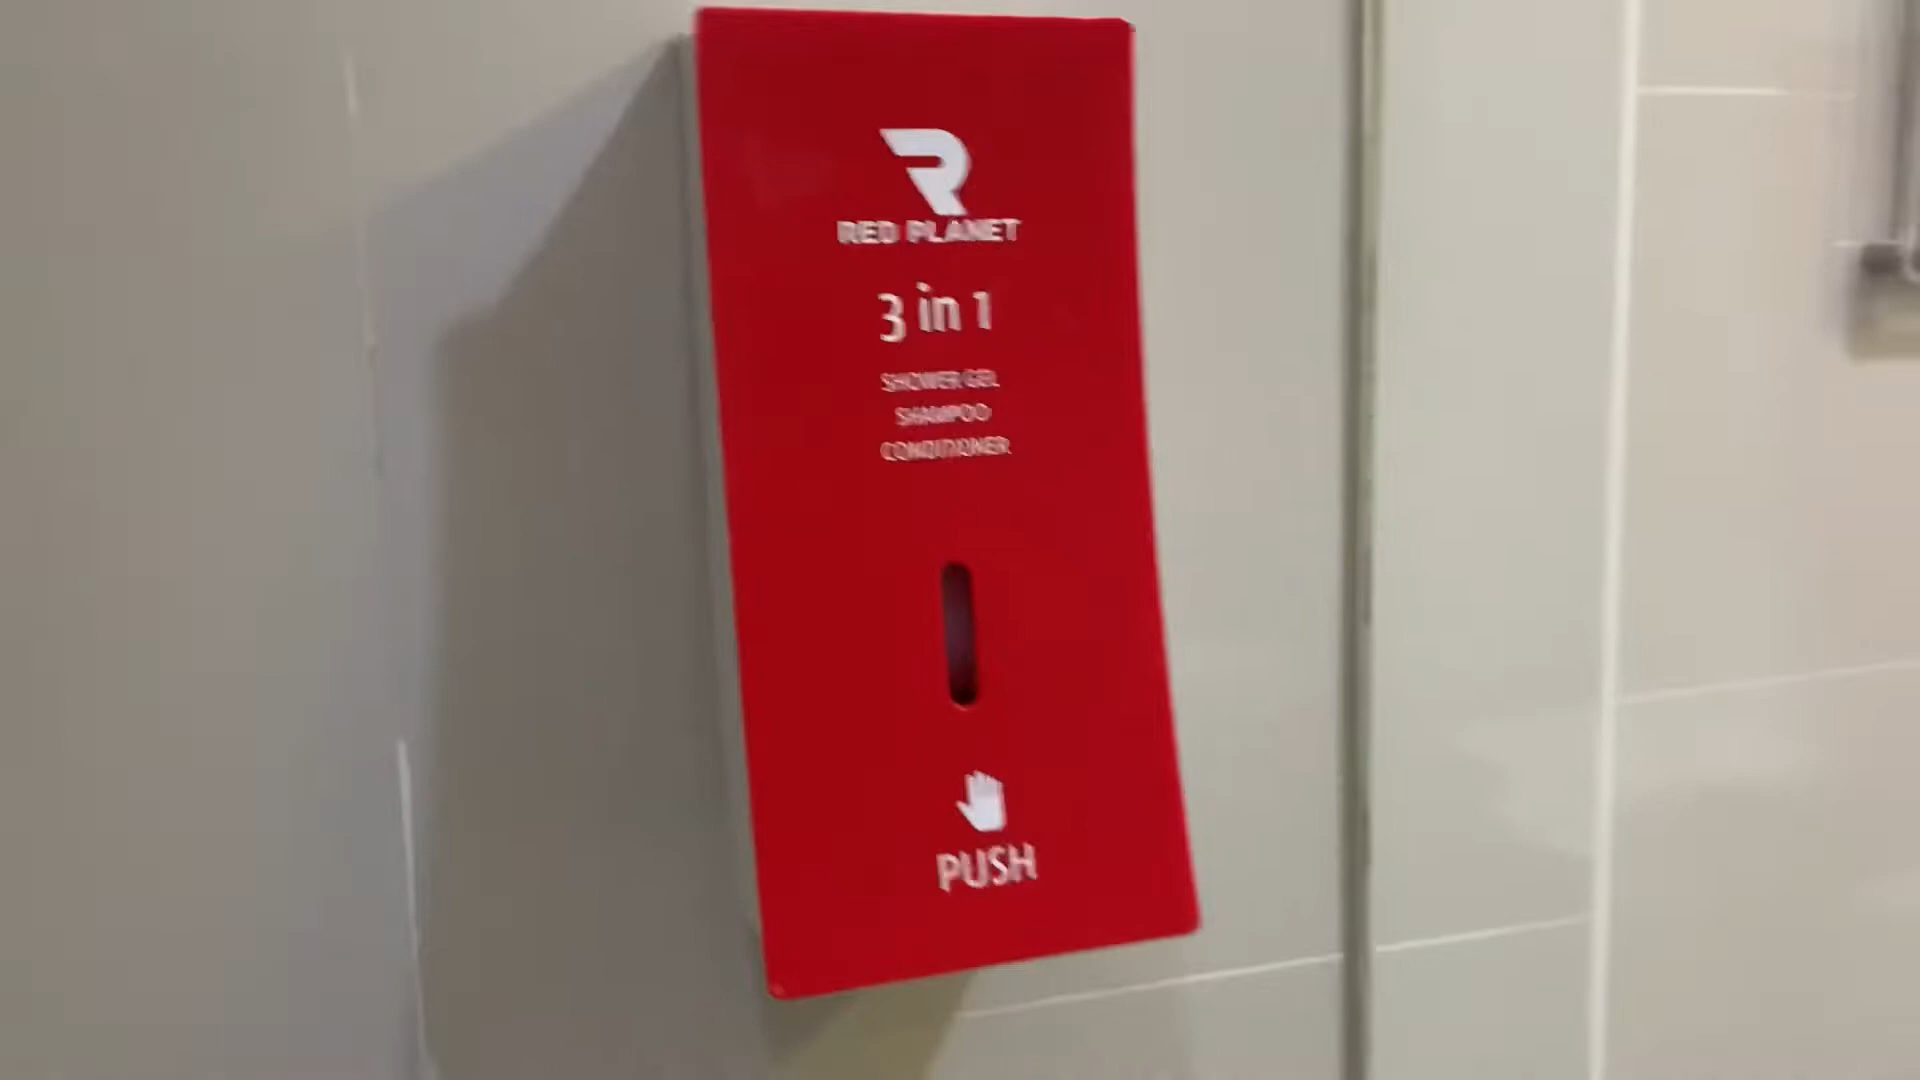 RED PLANET
3 in 1
SHOWER GEL
SHAMPOO
CONDITIONER
PUSH